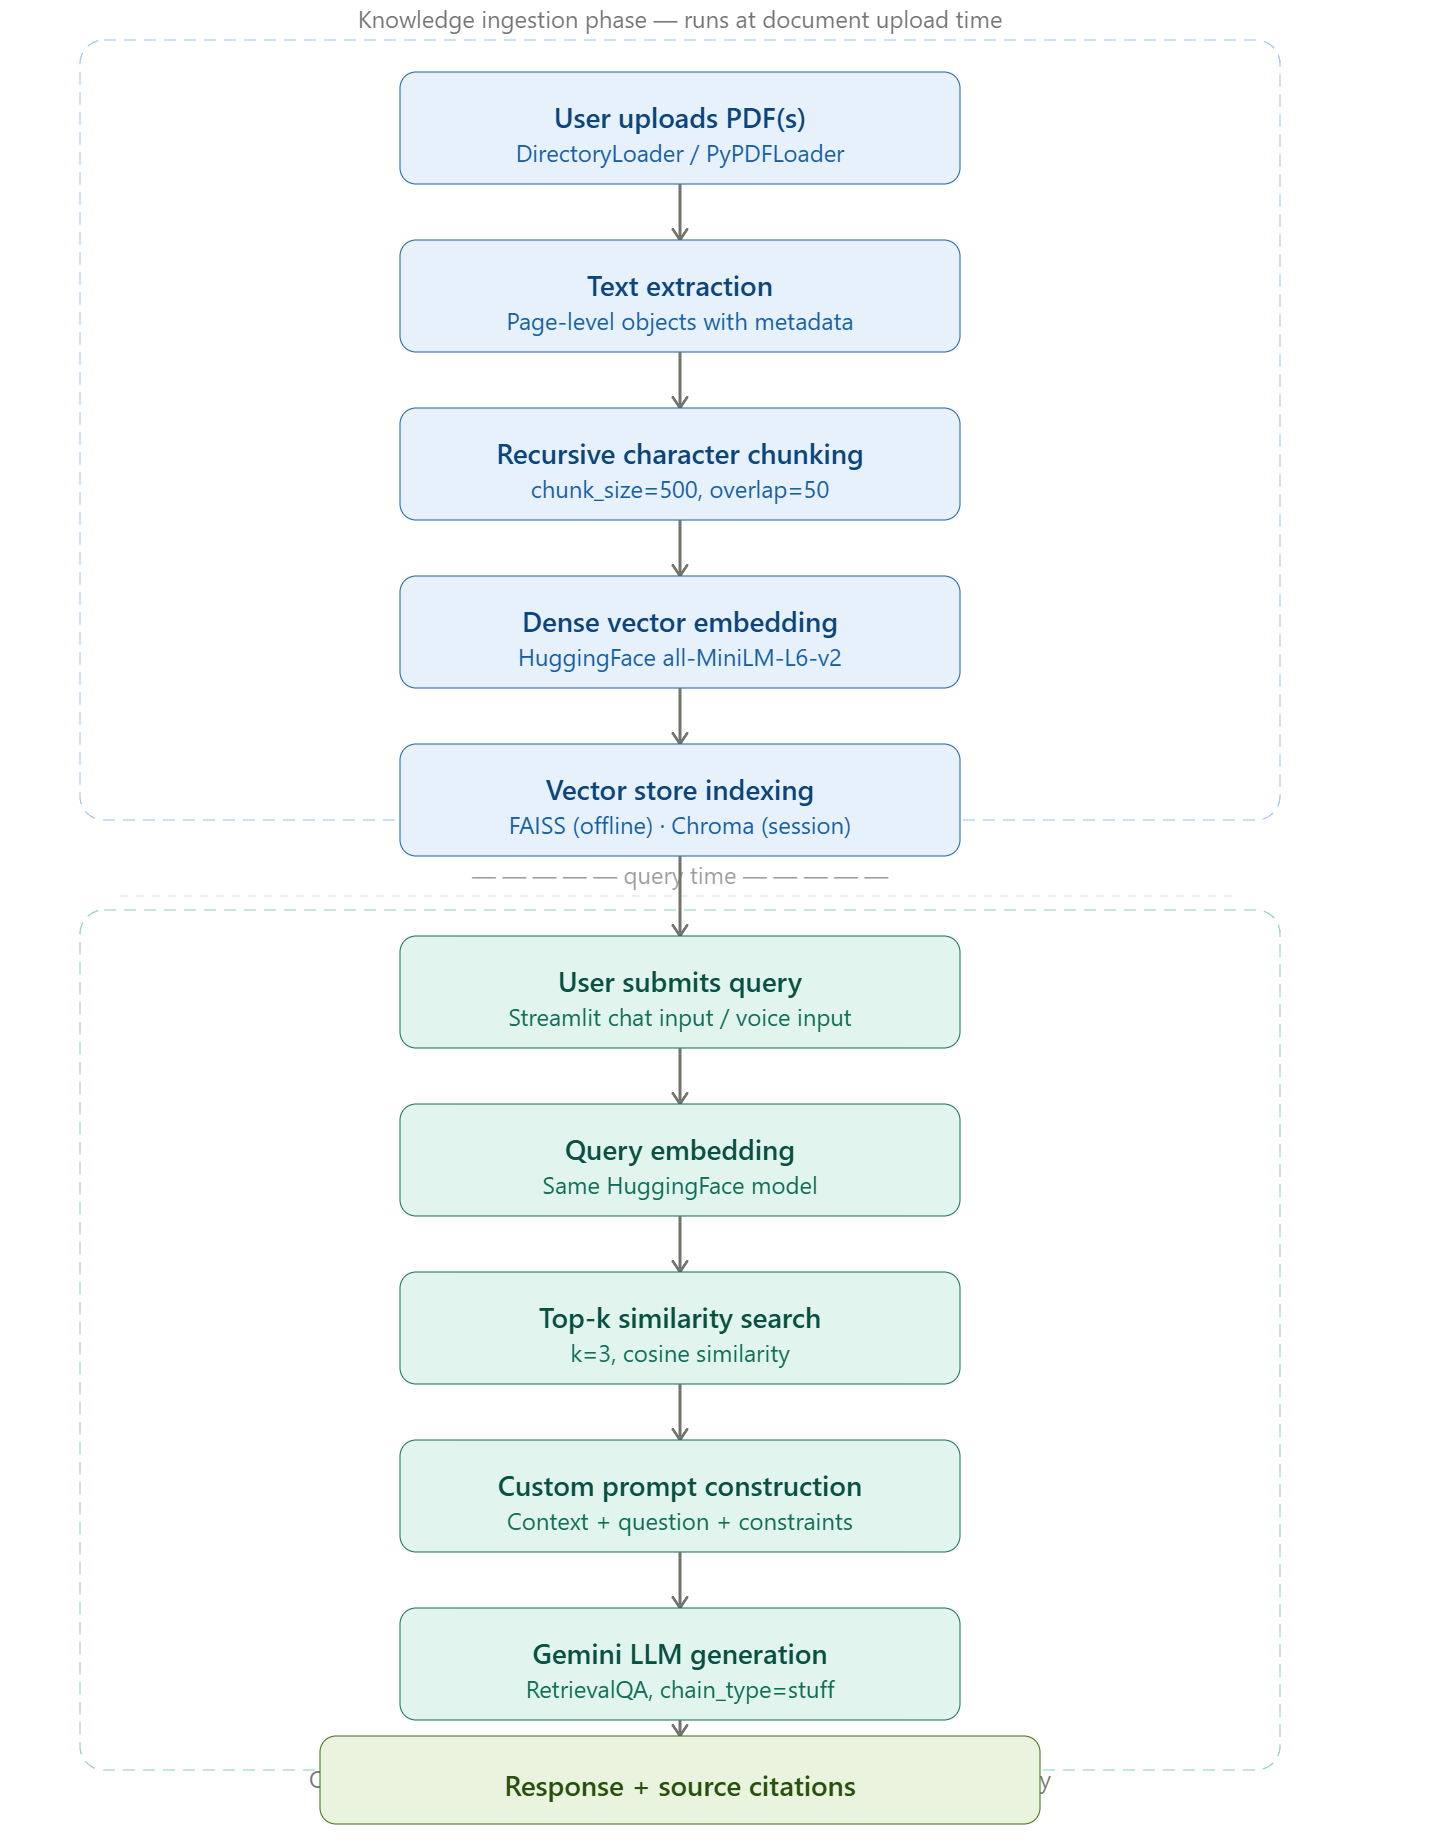 Knowledge ingestion phase — runs at document upload time
User uploads PDF(s)
DirectoryLoader / PyPDFLoader
Text extraction
Page-level objects with metadata
Recursive character chunking
chunk_size=500, overlap=50
Dense vector embedding
HuggingFace all-MiniLM-L6-v2
Vector store indexing
FAISS (offline) · Chroma (session)
— — — — — query time — — — — —
User submits query
Streamlit chat input / voice input
Query embedding
Same HuggingFace model
Top-k similarity search
k=3, cosine similarity
Custom prompt construction
Context + question + constraints
Gemini LLM generation
RetrievalQA, chain_type=stuff
Response + source citations